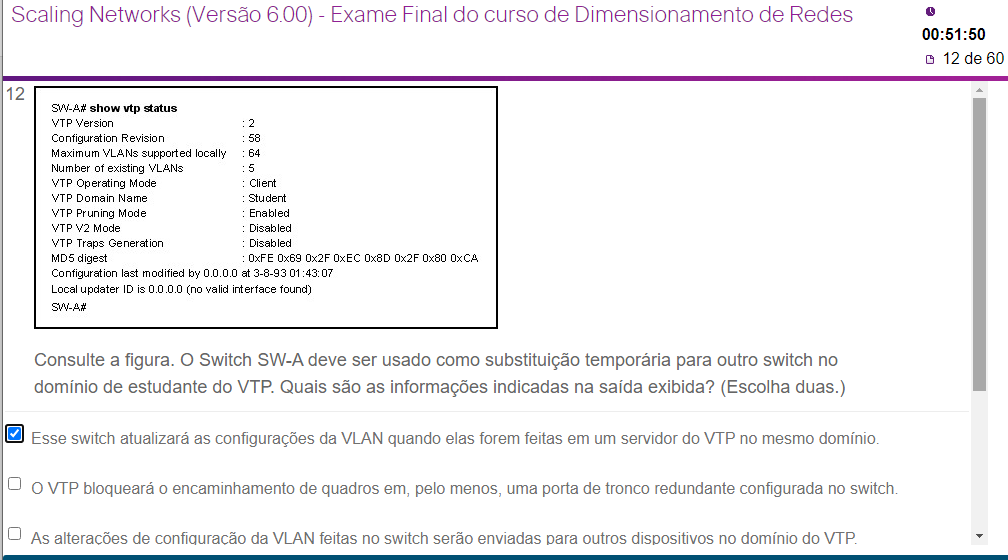 Scaling Networks (Versão 6.00) - Exame Final do curso de Dimensionamento de Redes
00:51:50
12 de 60
12
SW-A# show vtp status
VTP Version : 2
Configuration Revision : 58
Maximum VLANs supported locally : 64
Number of existing VLANs : 5
VTP Operating Mode : Client
VTP Domain Name : Student
VTP Pruning Mode : Enabled
VTP V2 Mode : Disabled
VTP Traps Generation : Disabled
MD5 digest : 0xFE 0x69 0x2F 0xEC 0x8D 0x2F 0x80 0xCA
Configuration last modified by 0.0.0.0 at 3-8-93 01:43:07
Local updater ID is 0.0.0.0 (no valid interface found)
SW-A#
Consulte a figura. O Switch SW-A deve ser usado como substituição temporária para outro switch no
domínio de estudante do VTP. Quais são as informações indicadas na saída exibida? (Escolha duas.)
Esse switch atualizará as configurações da VLAN quando elas forem feitas em um servidor do VTP no mesmo domínio.
O VTP bloqueará o encaminhamento de quadros em, pelo menos, uma porta de tronco redundante configurada no switch.
As alterações de configuração da VLAN feitas no switch serão enviadas para outros dispositivos no domínio do VTP.